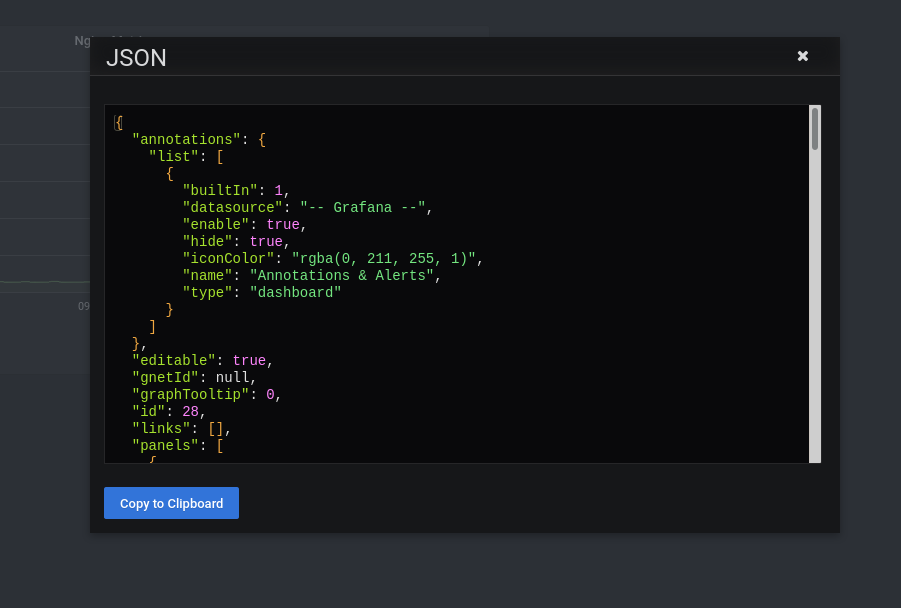 JSON
{
"annotations": {
"list": [
{
"builtIn": 1,
"datasource": "-- Grafana --",
"enable": true,
"hide": true,
"iconColor": "rgba(0, 211, 255, 1)",
"name": "Annotations & Alerts",
"type": "dashboard"
}
]
},
"editable": true,
"gnetId": null,
"graphTooltip": 0,
"id": 28,
"links": [],
"panels": [
{
09
Copy to Clipboard